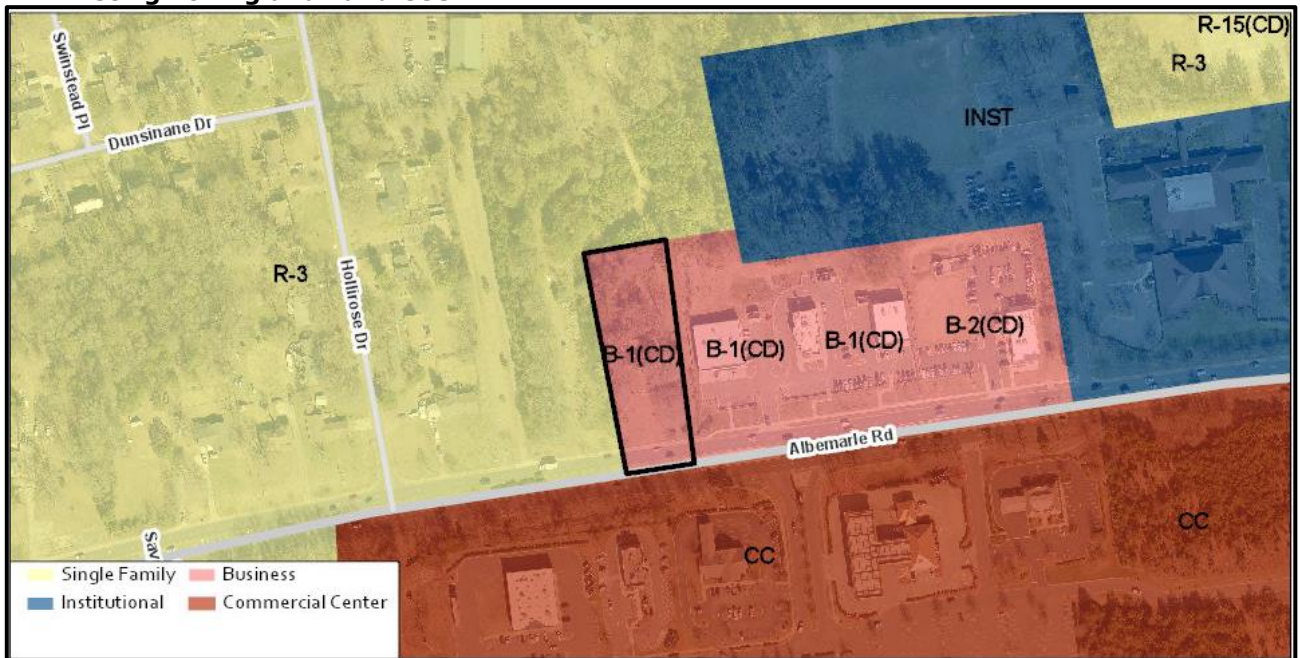 R-15(CD)
R-3
Swinstead Pl
Dunsinane Dr
INST
R-3
Hollirose Dr
B-1(CD)
B-1(CD)
B-1(CD)
B-2(CD)
Albemarle Rd
CC
CC
Sav
Single Family
Business
Institutional
Commercial Center